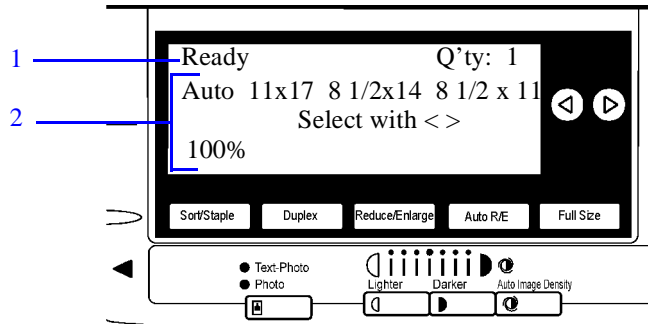 1
Ready Q'ty: 1
2
Auto 11x17 8 1/2x14 8 1/2 x 11
Select with < >
100%
Sort/Staple Duplex Reduce/Enlarge Auto R/E Full Size
Text-Photo
Photo
Lighter Darker Auto Image Density